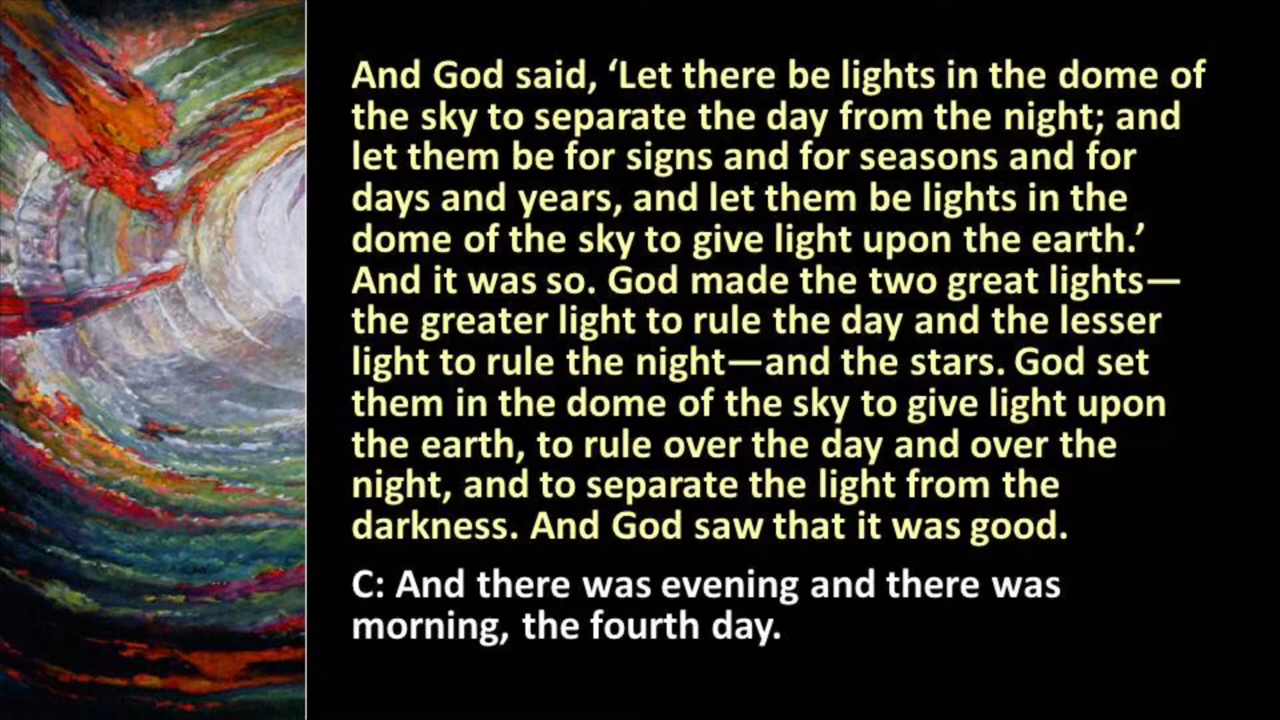 And God said, ‘Let there be lights in the dome of
the sky to separate the day from the night; and
let them be for signs and for seasons and for
days and years, and let them be lights in the
dome of the sky to give light upon the earth.’
And it was so. God made the two great lights—
the greater light to rule the day and the lesser
light to rule the night—and the stars. God set
them in the dome of the sky to give light upon
the earth, to rule over the day and over the
night, and to separate the light from the
darkness. And God saw that it was good.
C: And there was evening and there was
morning, the fourth day.